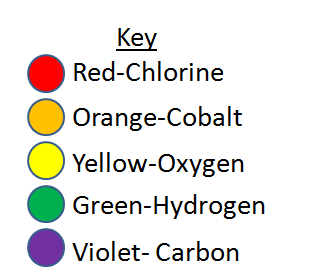 Key
Red-Chlorine
Orange-Cobalt
Yellow-Oxygen
Green-Hydrogen
Violet- Carbon